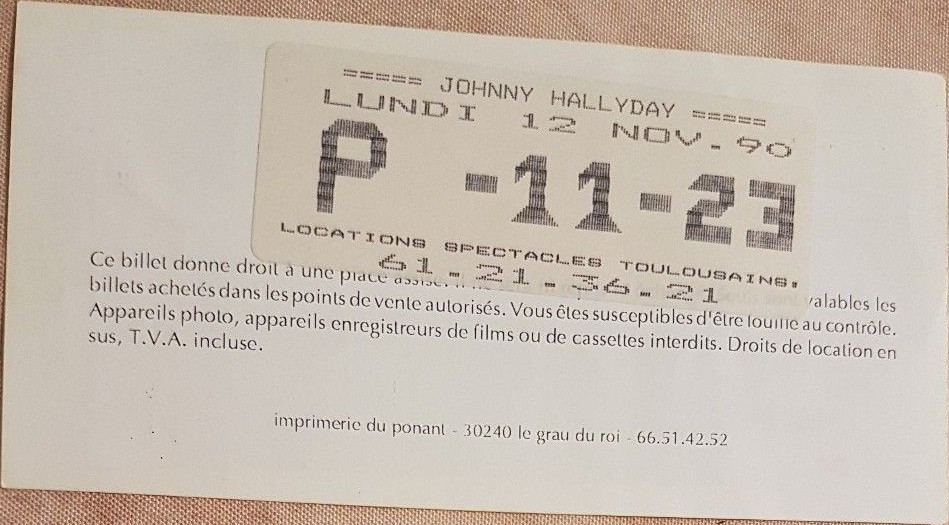 ===== JOHNNY HALLYDAY =====
LUNDI 12 NOV. 90
P -11-23
LOCATIONS SPECTACLES TOULOUSAINS.
61.21.36.21
Ce billet donne droit à une place assise. valables les
billets achetés dans les points de vente autorisés. Vous êtes susceptibles d'être fouillé au contrôle.
Appareils photo, appareils enregistreurs de films ou de cassettes interdits. Droits de location en
sus, T.V.A. incluse.
imprimerie du ponant - 30240 le grau du roi - 66.51.42.52